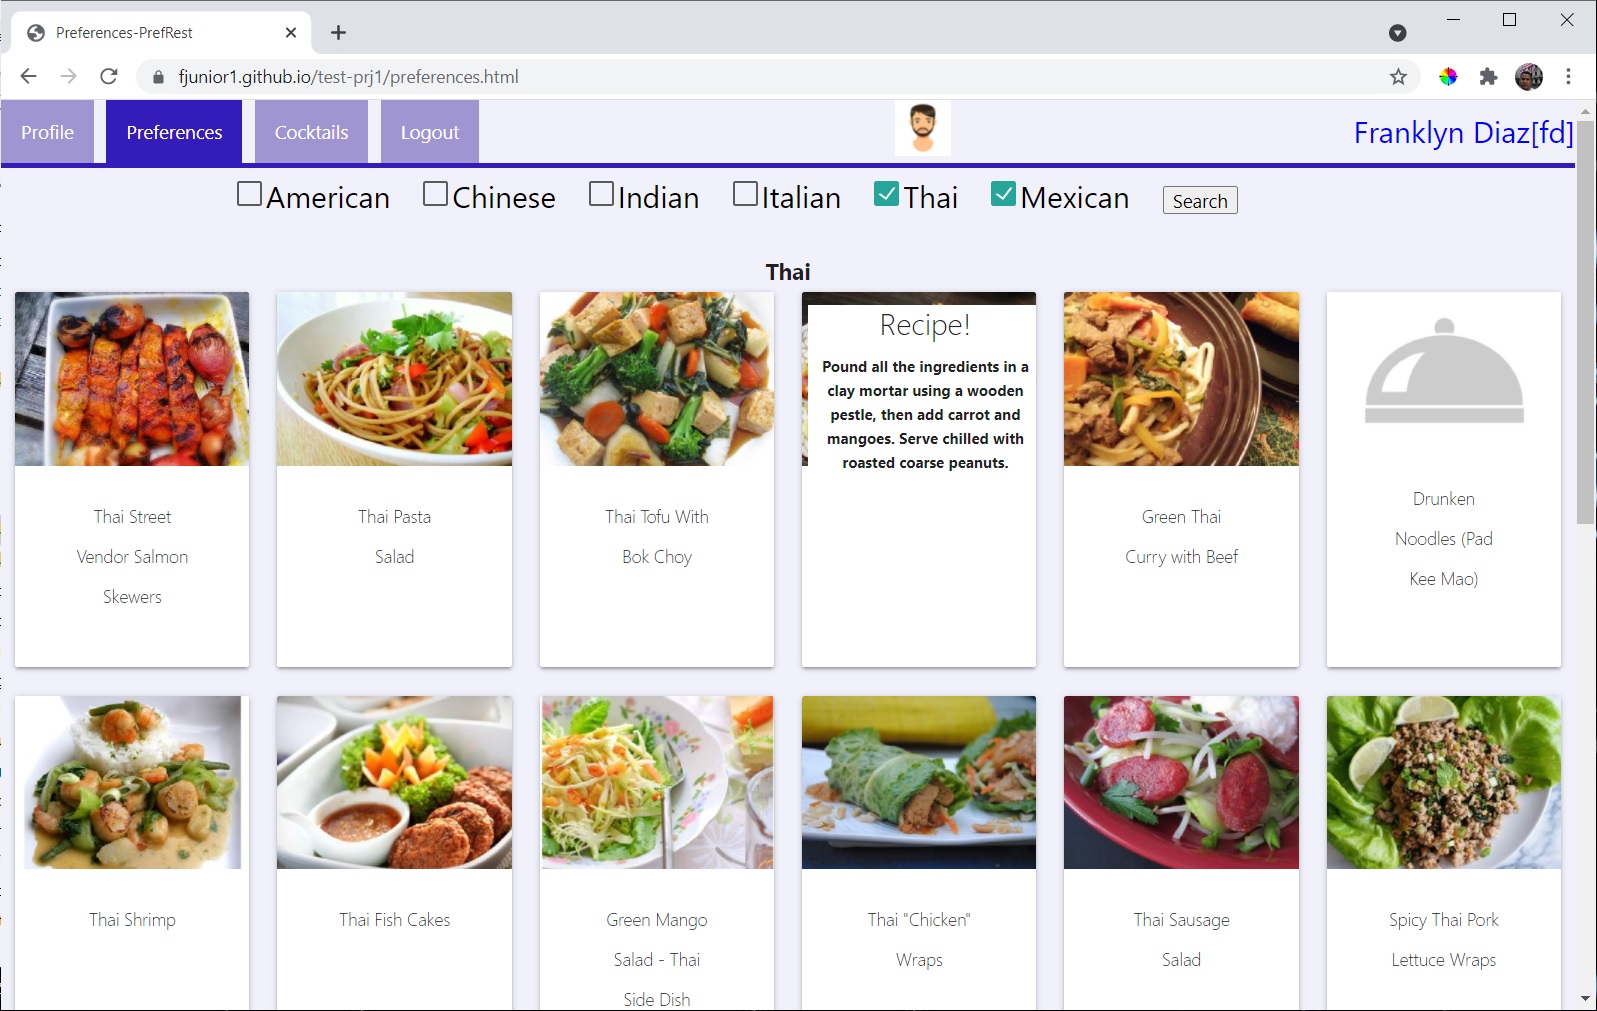 Preferences-PrefRest
fjunior1.github.io/test-prj1/preferences.html
Profile
Preferences
Cocktails
Logout
Franklyn Diaz[fd]
American
Chinese
Indian
Italian
Thai
Mexican
Search
Thai
Thai Street
Vendor Salmon
Skewers
Thai Pasta
Salad
Thai Tofu With
Bok Choy
Recipe!
Pound all the ingredients in a
clay mortar using a wooden
pestle, then add carrot and
mangoes. Serve chilled with
roasted coarse peanuts.
Green Thai
Curry with Beef
Drunken
Noodles (Pad
Kee Mao)
Thai Shrimp
Thai Fish Cakes
Green Mango
Salad - Thai
Side Dish
Thai "Chicken"
Wraps
Thai Sausage
Salad
Spicy Thai Pork
Lettuce Wraps